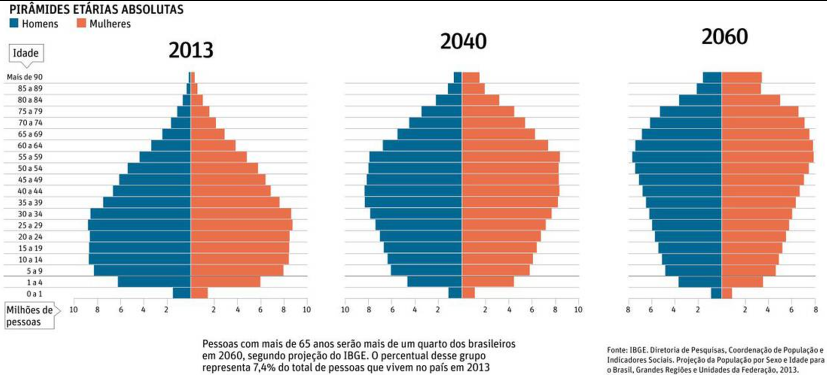 PIRÂMIDES ETÁRIAS ABSOLUTAS
Homens Mulheres
Idade
2013
2040
2060
Mais de 90
85 a 89
80 a 84
75 a 79
70 a 74
65 a 69
60 a 64
55 a 59
50 a 54
45 a 49
40 a 44
35 a 39
30 a 34
25 a 29
20 a 24
15 a 19
10 a 14
5 a 9
1 a 4
0 a 1
Milhões de
pessoas
10 8 6 4 2 2 4 6 8 10
10 8 6 4 2 2 4 6 8 10
8 6 4 2 2 4 6 8
Pessoas com mais de 65 anos serão mais de um quarto dos brasileiros
em 2060, segundo projeção do IBGE. O percentual desse grupo
representa 7,4% do total de pessoas que vivem no país em 2013
Fonte: IBGE. Diretoria de Pesquisas, Coordenação de População e
Indicadores Sociais. Projeção da População por Sexo e Idade para
o Brasil, Grandes Regiões e Unidades da Federação, 2013.